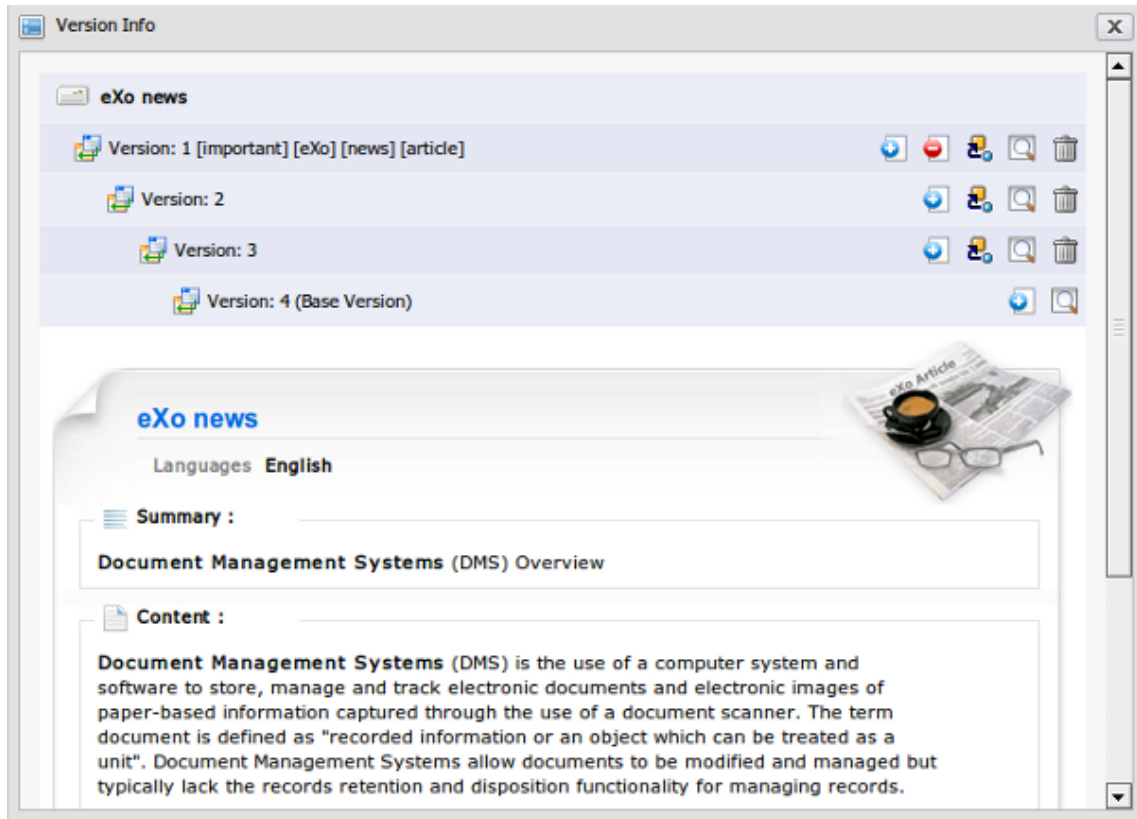 Version Info
eXo news
Version: 1 [important] [eXo] [news] [article]
Version: 2
Version: 3
Version: 4 (Base Version)
eXo Article
eXo news
Languages English
Summary :
Document Management Systems (DMS) Overview
Content :
Document Management Systems (DMS) is the use of a computer system and
software to store, manage and track electronic documents and electronic images of
paper-based information captured through the use of a document scanner. The term
document is defined as "recorded information or an object which can be treated as a
unit". Document Management Systems allow documents to be modified and managed but
typically lack the records retention and disposition functionality for managing records.